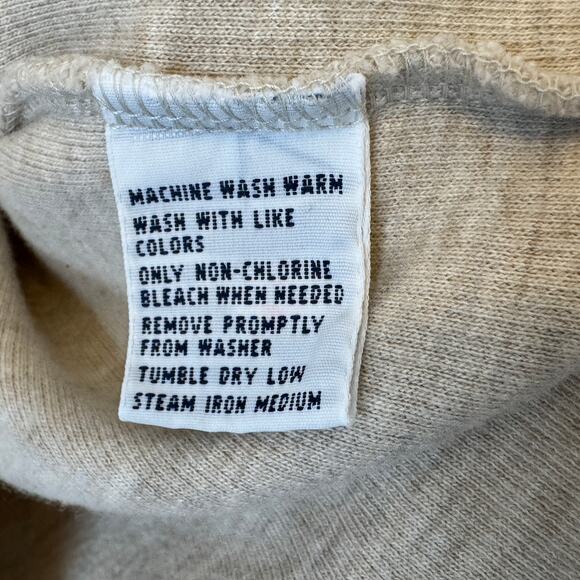 MACHINE WASH WARM
WASH WITH LIKE
COLORS
ONLY NON-CHLORINE
BLEACH WHEN NEEDED
REMOVE PROMPTLY
FROM WASHER
TUMBLE DRY LOW
STEAM IRON MEDIUM